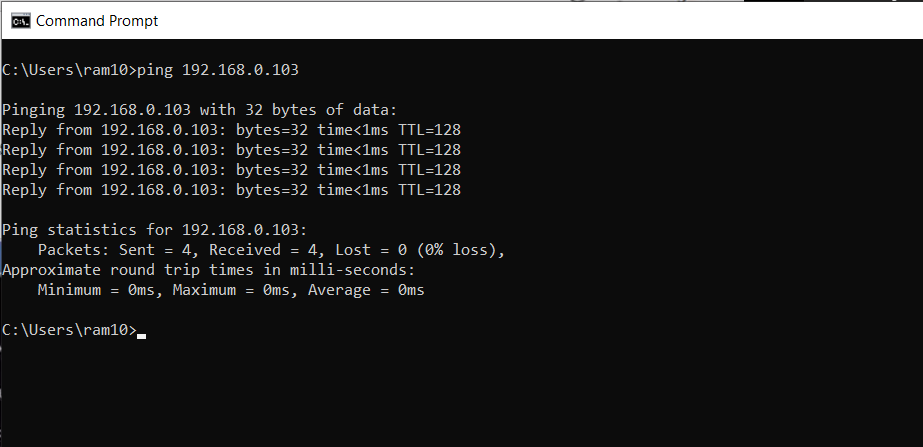 Command Prompt
C:\Users\ram10>ping 192.168.0.103
Pinging 192.168.0.103 with 32 bytes of data:
Reply from 192.168.0.103: bytes=32 time<1ms TTL=128
Reply from 192.168.0.103: bytes=32 time<1ms TTL=128
Reply from 192.168.0.103: bytes=32 time<1ms TTL=128
Reply from 192.168.0.103: bytes=32 time<1ms TTL=128
Ping statistics for 192.168.0.103:
    Packets: Sent = 4, Received = 4, Lost = 0 (0% loss),
Approximate round trip times in milli-seconds:
    Minimum = 0ms, Maximum = 0ms, Average = 0ms
C:\Users\ram10>